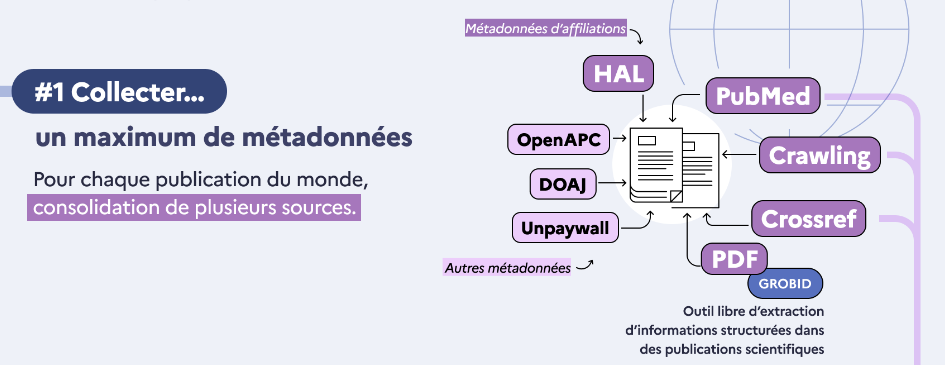 #1 Collecter...
un maximum de métadonnées
Pour chaque publication du monde,
consolidation de plusieurs sources.
Métadonnées d'affiliations
HAL
PubMed
OpenAPC
Crawling
DOAJ
Crossref
Unpaywall
PDF
Autres métadonnées
GROBID
Outil libre d'extraction
d'informations structurées dans
des publications scientifiques